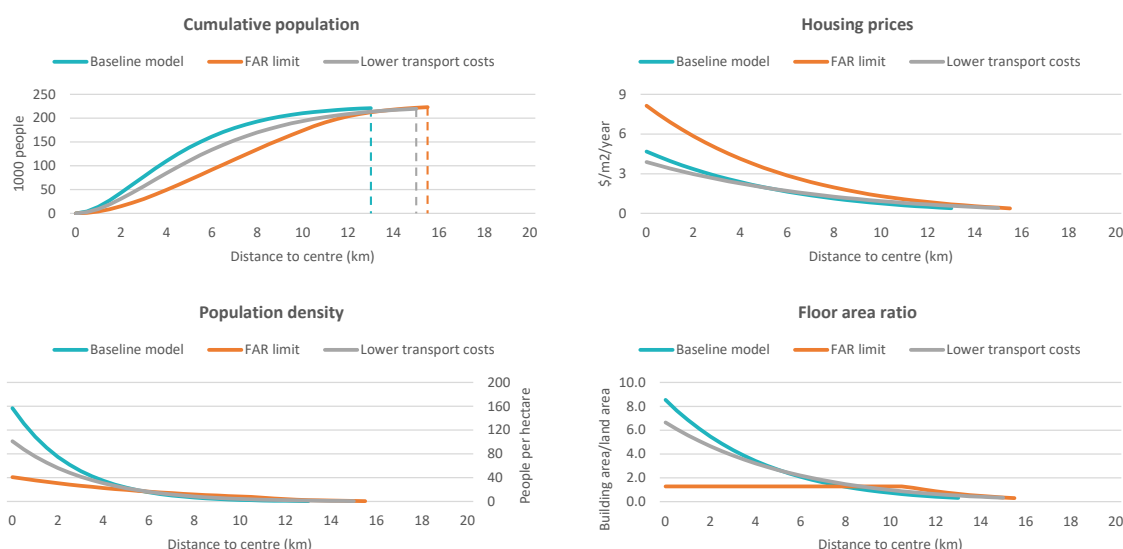 Cumulative population
Baseline model FAR limit Lower transport costs
1000 people
250
200
150
100
50
0
0 2 4 6 8 10 12 14 16 18 20
Distance to centre (km)
Housing prices
Baseline model FAR limit Lower transport costs
$/m2/year
9
6
3
0
0 2 4 6 8 10 12 14 16 18 20
Distance to centre (km)
Population density
Baseline model FAR limit Lower transport costs
200
160
120
80
40
0
People per hectare
0 2 4 6 8 10 12 14 16 18 20
Distance to centre (km)
Floor area ratio
Baseline model FAR limit Lower transport costs
Building area/land area
10.0
8.0
6.0
4.0
2.0
0.0
0 2 4 6 8 10 12 14 16 18 20
Distance to centre (km)